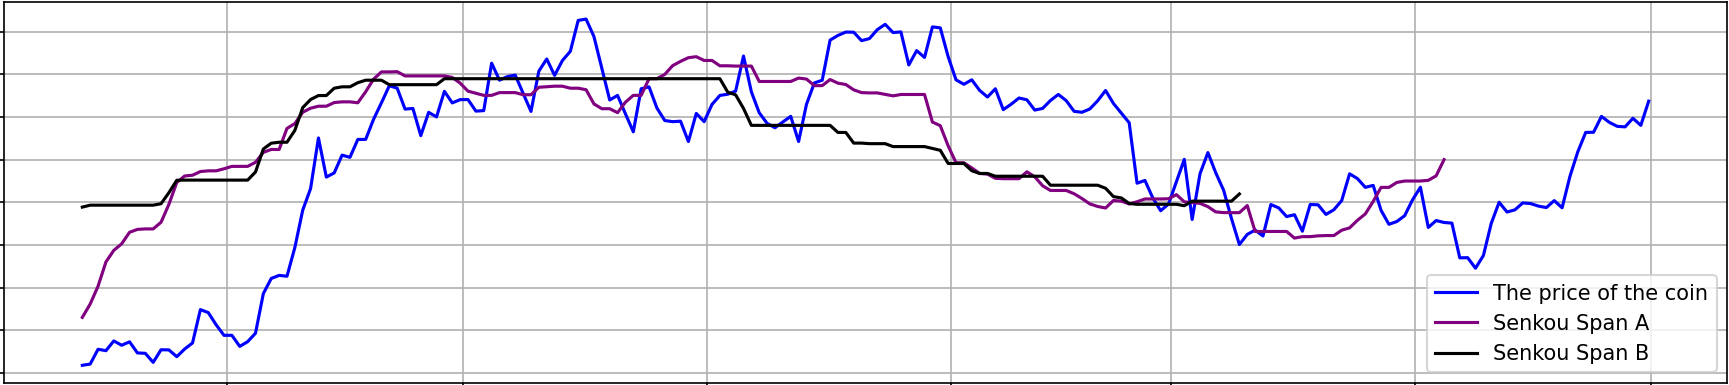 The price of the coin
Senkou Span A
Senkou Span B